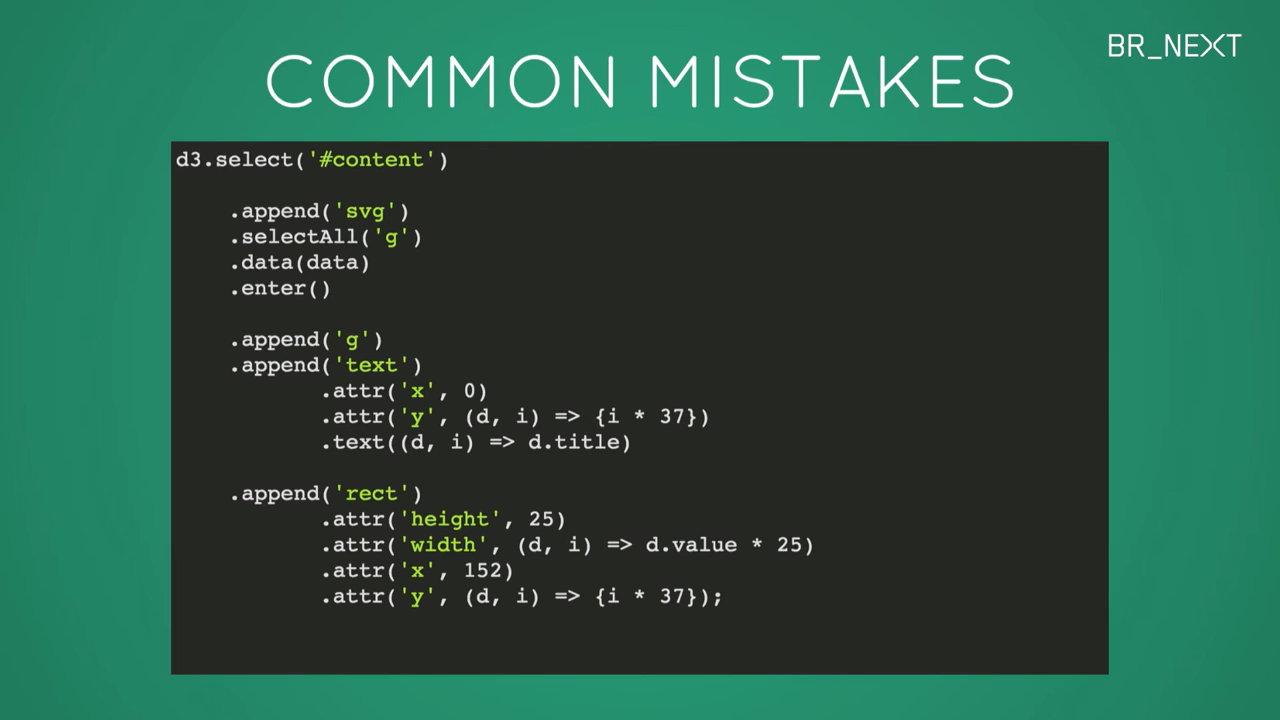 BR_NEXT
COMMON MISTAKES
d3.select('#content')
.append('svg')
.selectAll('g')
.data(data)
.enter()
.append('g')
.append('text')
.attr('x', 0)
.attr('y', (d, i) => {i * 37})
.text((d, i) => d.title)
.append('rect')
.attr('height', 25)
.attr('width', (d, i) => d.value * 25)
.attr('x', 152)
.attr('y', (d, i) => {i * 37});